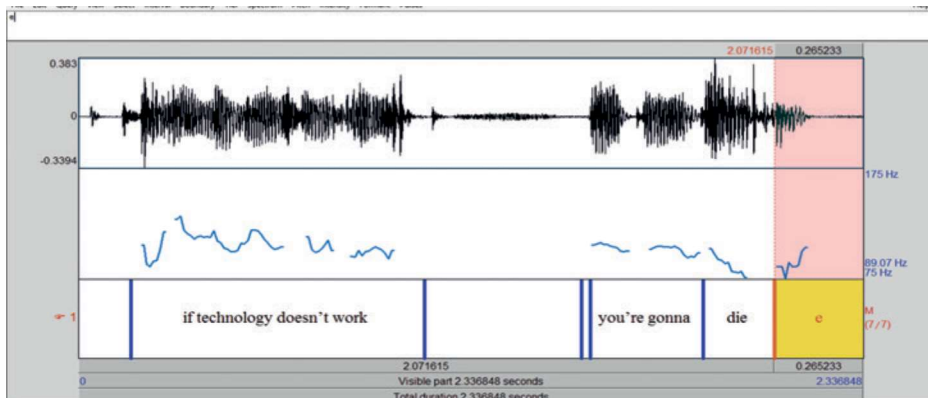 e
2.071615 0.265233
0.383
0
-0.3394
175 Hz
89.07 Hz
75 Hz
1 if technology doesn't work you're gonna die e M
(7/7)
2.071615 0.265233
0 Visible part 2.336848 seconds 2.336848
Total duration 2.336848 seconds